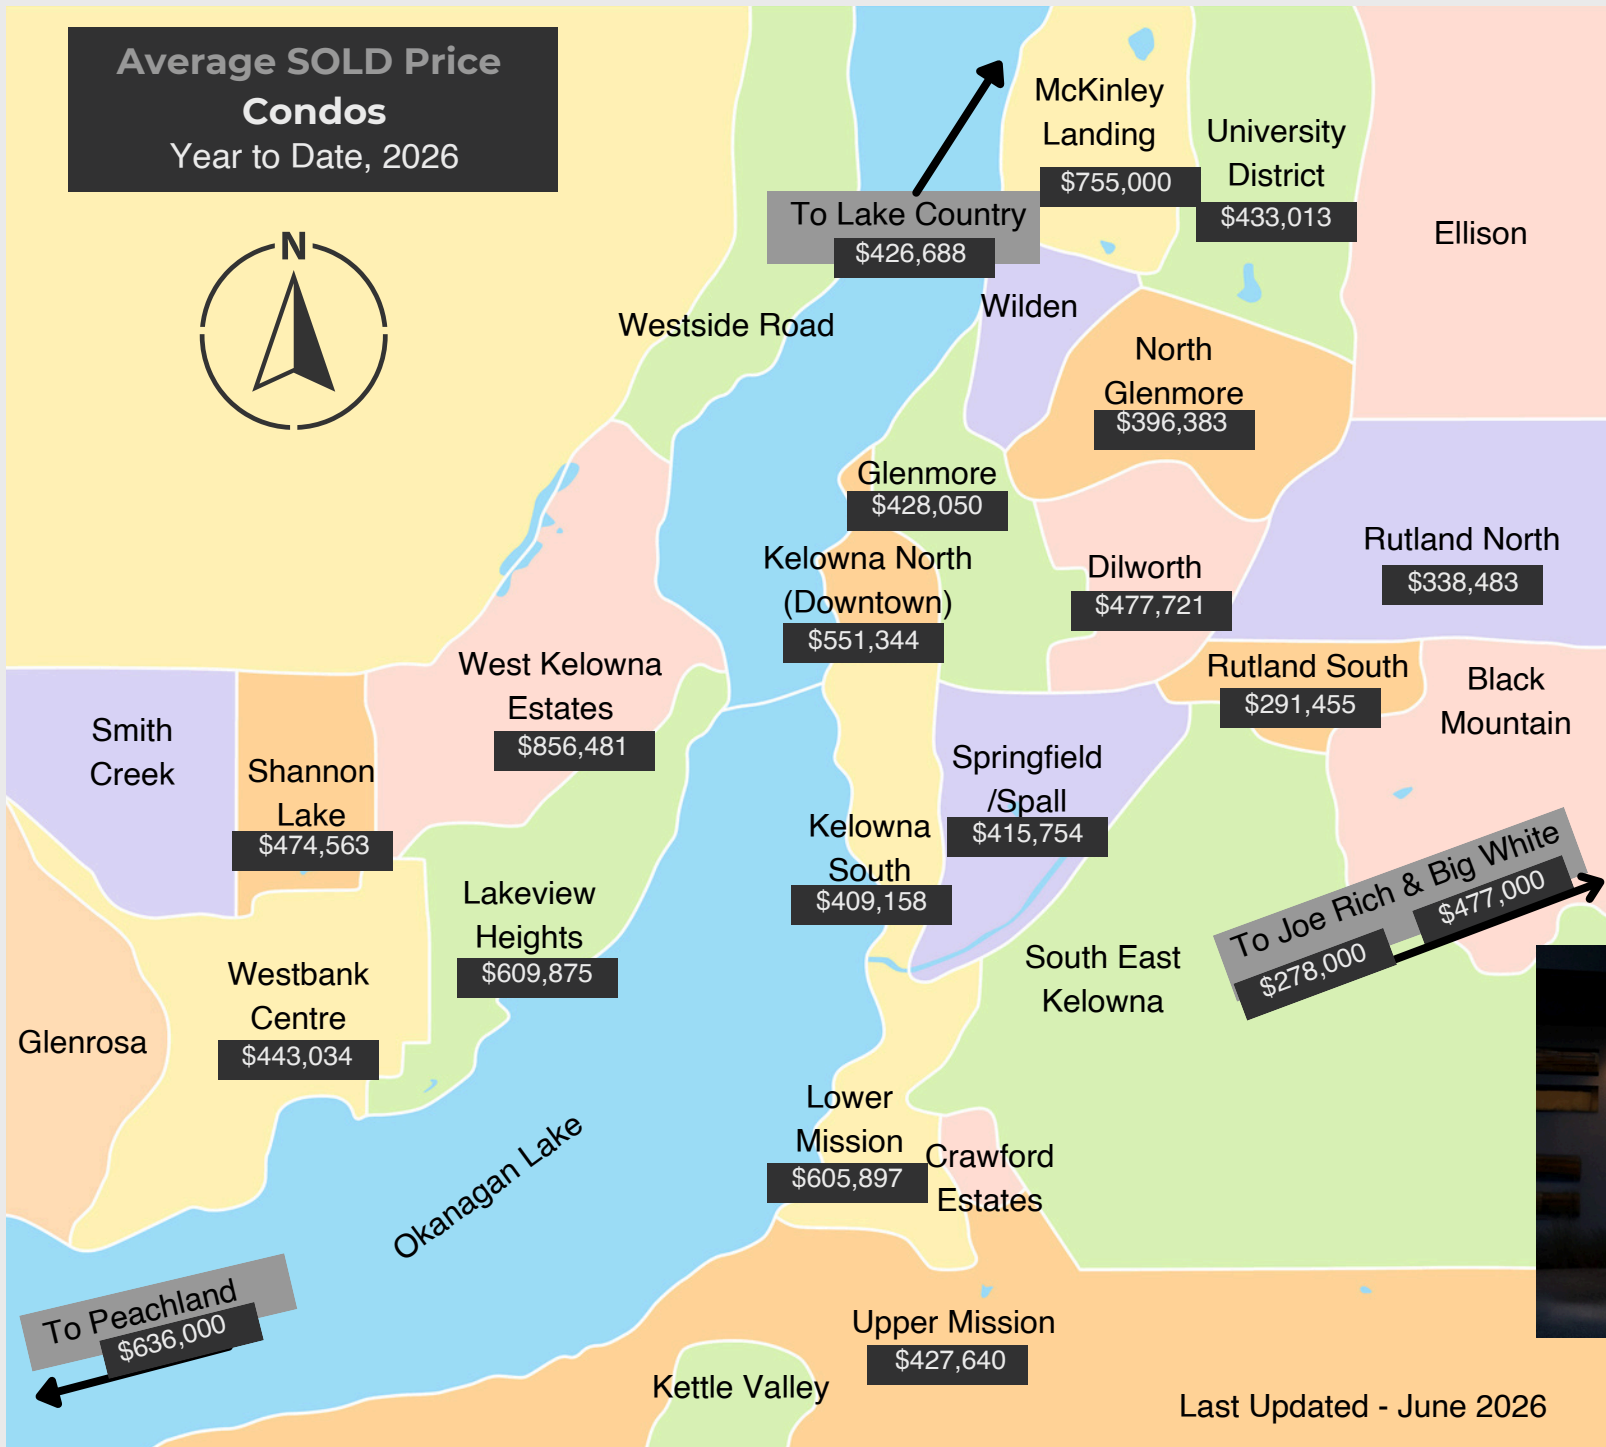 Average SOLD Price
Condos
Year to Date, 2026
N
McKinley
Landing
$755,000
University
District
$433,013
To Lake Country
$426,688
Ellison
Westside Road
Wilden
North
Glenmore
$396,383
Glenmore
$428,050
Kelowna North
(Downtown)
$551,344
Dilworth
$477,721
Rutland North
$338,483
West Kelowna
Estates
$856,481
Rutland South
$291,455
Black
Mountain
Smith
Creek
Shannon
Lake
$474,563
Springfield
/Spall
$415,754
Kelowna
South
$409,158
Lakeview
Heights
$609,875
To Joe Rich & Big White
$278,000
$477,000
South East
Kelowna
Westbank
Centre
$443,034
Glenrosa
Lower
Mission
$605,897
Crawford
Estates
Okanagan Lake
To Peachland
$636,000
Upper Mission
$427,640
Kettle Valley
Last Updated - June 2026